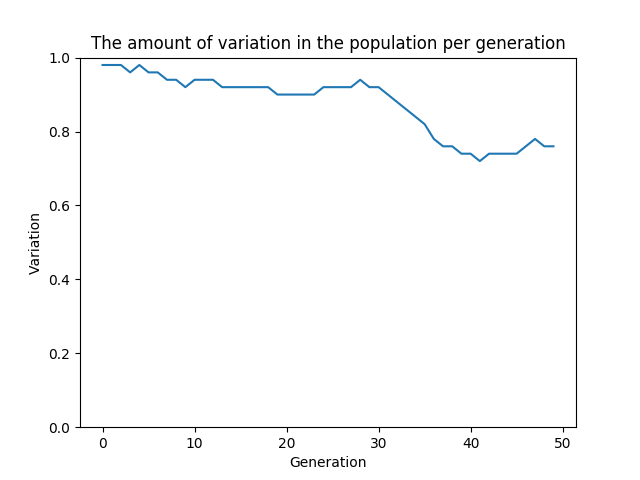 The amount of variation in the population per generation
1.0
0.8
0.6
0.4
0.2
0.0
Variation
0 10 20 30 40 50
Generation